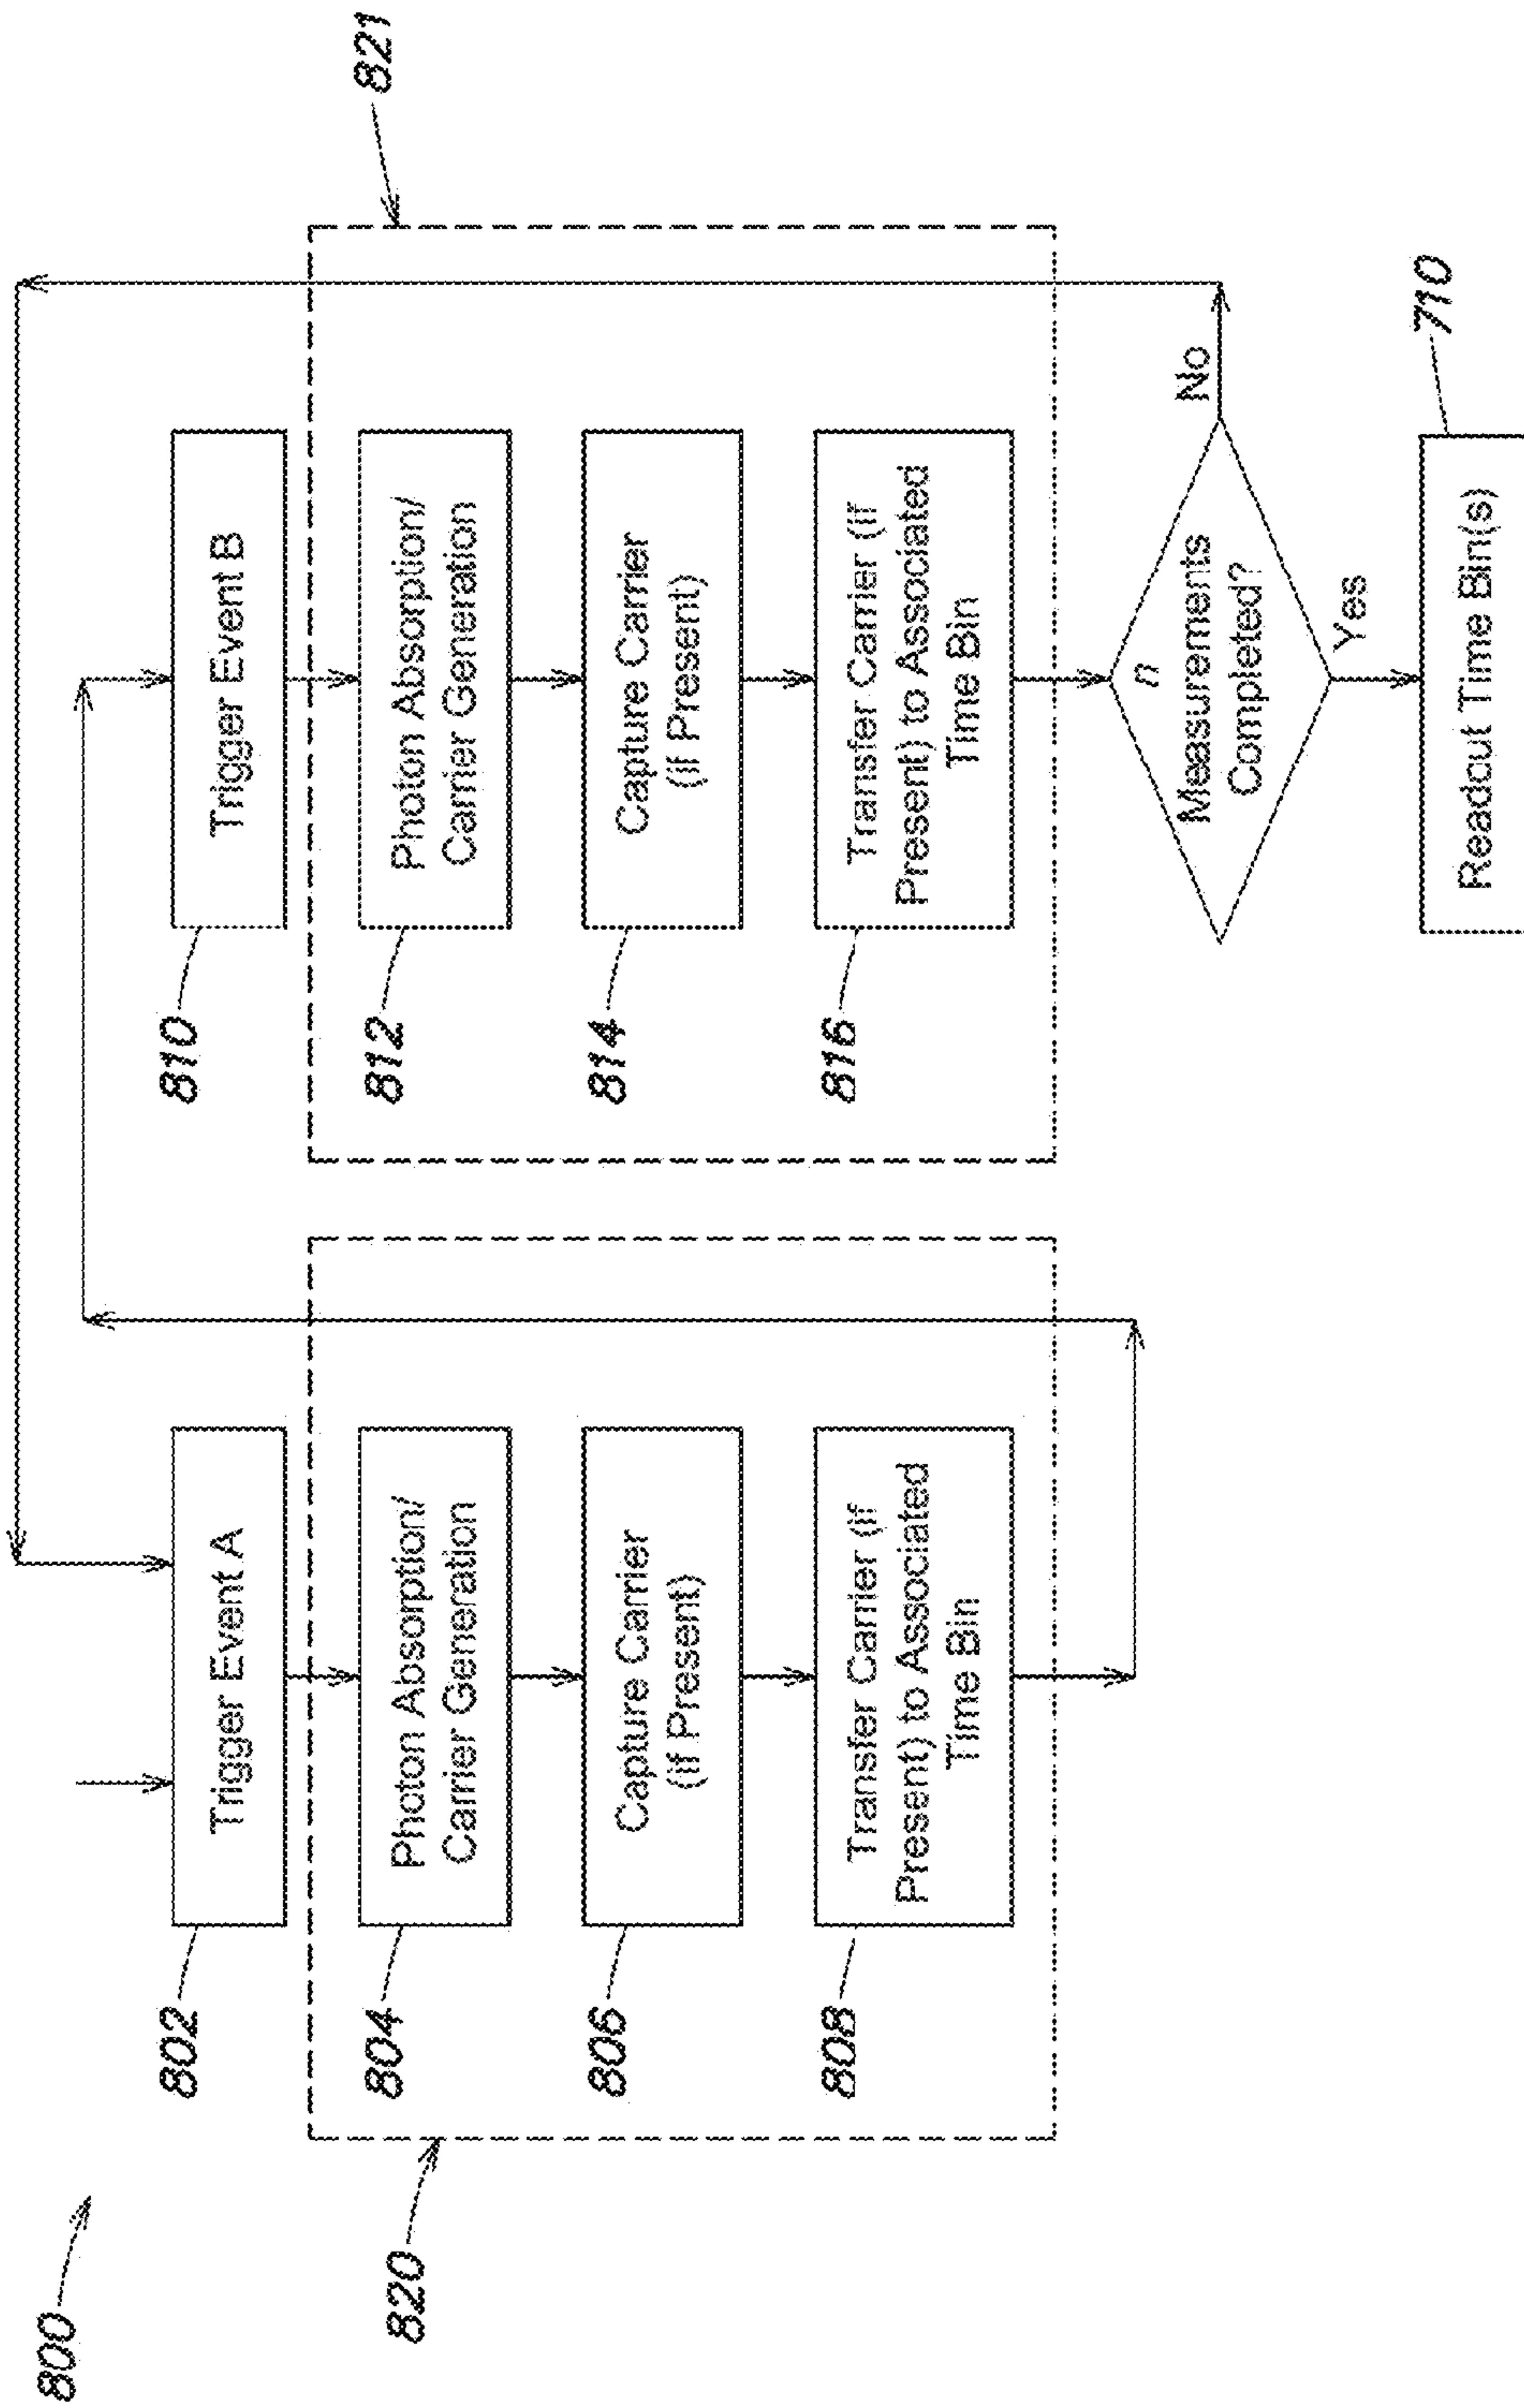 800
802
Trigger Event A
820
804
Photon Absorption/
Carrier Generation
806
Capture Carrier
(if Present)
808
Transfer Carrier (if
Present) to Associated
Time Bin
810
Trigger Event B
821
812
Photon Absorption/
Carrier Generation
814
Capture Carrier
(if Present)
816
Transfer Carrier (if
Present) to Associated
Time Bin
n
Measurements
Completed?
No
Yes
710
Readout Time Bin(s)